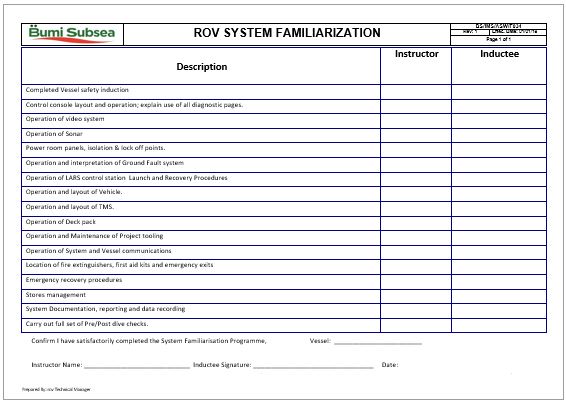 Bumi Subsea
ROV SYSTEM FAMILIARIZATION
BS/IMS/ASW/T034
Rev: 1 Effec. Date: 01/01/16
Page 1 of 1
Description Instructor Inductee
Completed Vessel safety induction
Control console layout and operation; explain use of all diagnostic pages.
Operation of video system
Operation of Sonar
Power room panels, isolation & lock off points.
Operation and interpretation of Ground Fault system
Operation of LARS control station Launch and Recovery Procedures
Operation and layout of Vehicle.
Operation and layout of TMS.
Operation of Deck pack
Operation and Maintenance of Project tooling
Operation of System and Vessel communications
Location of fire extinguishers, first aid kits and emergency exits
Emergency recovery procedures
Stores management
System Documentation, reporting and data recording
Carry out full set of Pre/Post dive checks.
Confirm I have satisfactorily completed the System Familiarisation Programme, Vessel: ____________________
Instructor Name: ____________________ Inductee Signature: ____________________ Date:
Prepared By: rov Technical Manager